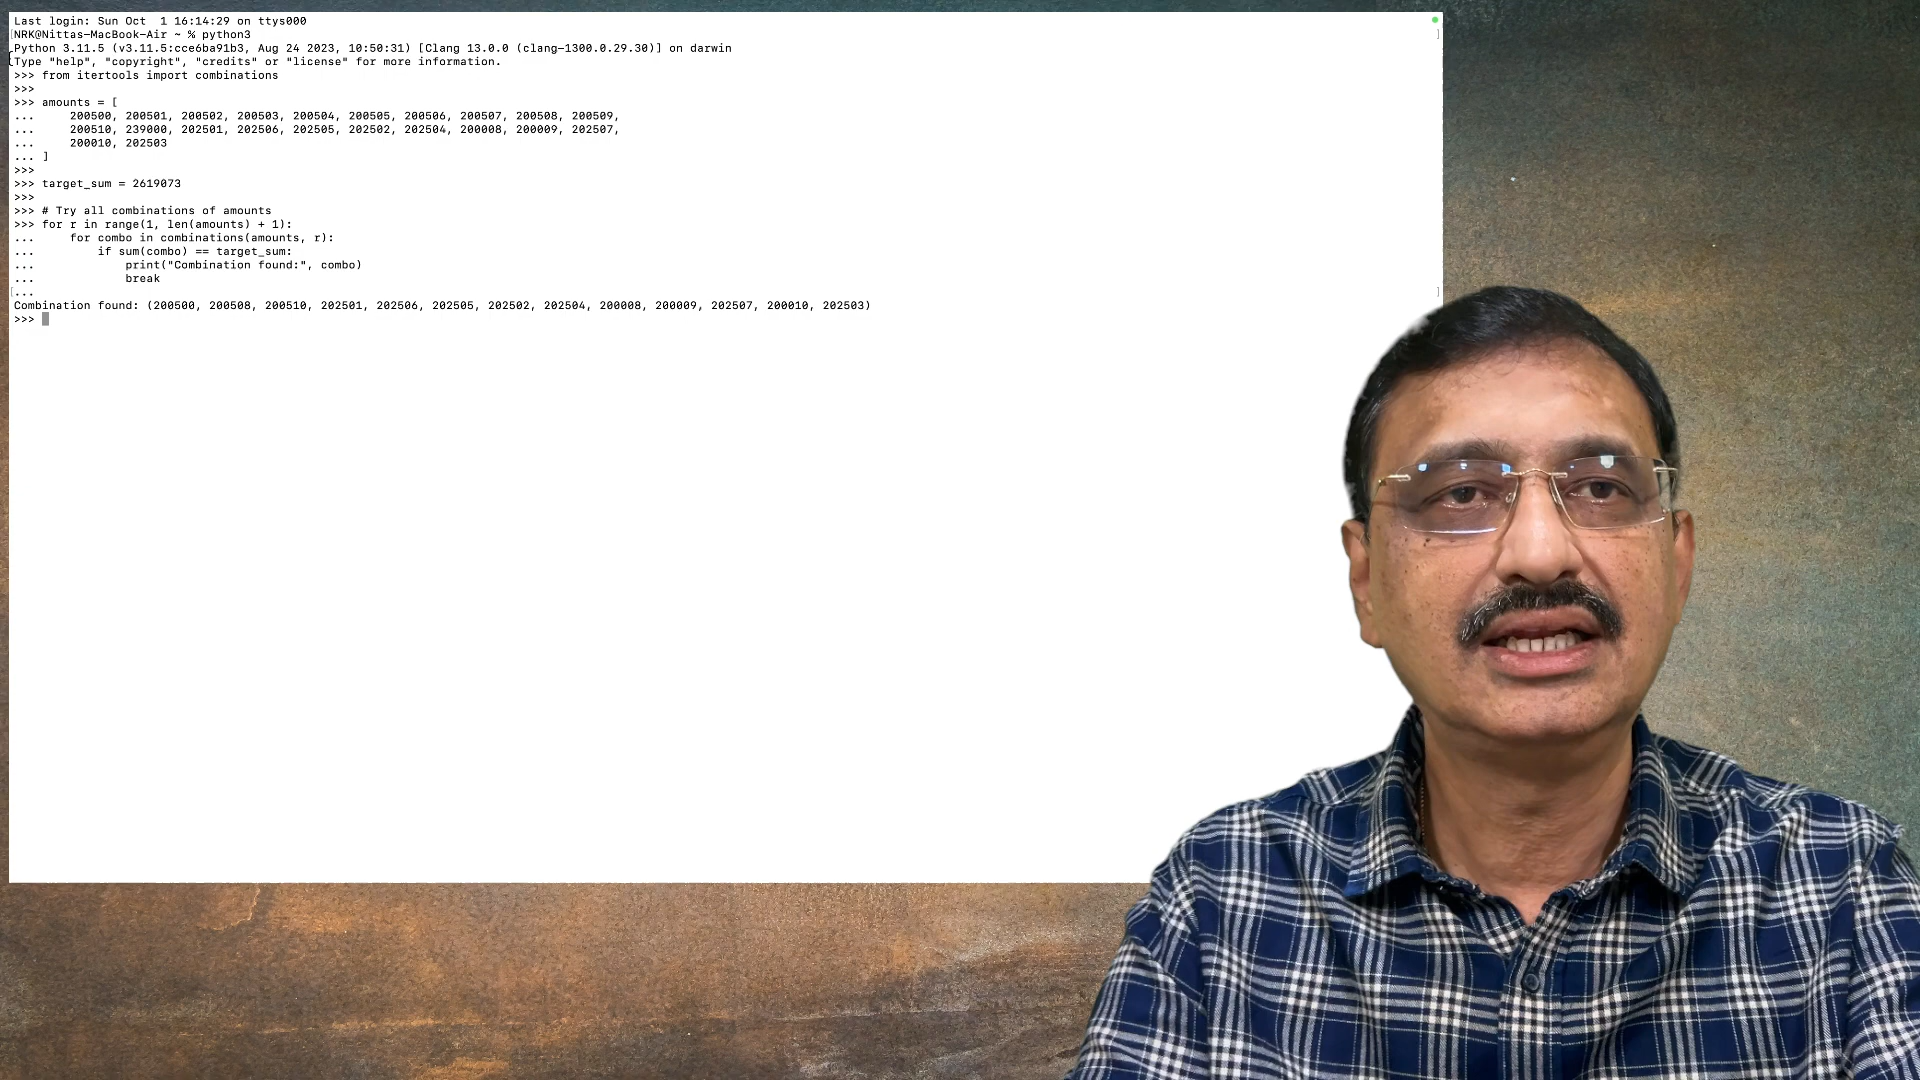 Last login: Sun Oct  1 16:14:29 on ttys000
NRK@Nittas-MacBook-Air ~ % python3
Python 3.11.5 (v3.11.5:cce6ba91b3, Aug 24 2023, 10:50:31) [Clang 13.0.0 (clang-1300.0.29.30)] on darwin
Type "help", "copyright", "credits" or "license" for more information.
>>> from itertools import combinations
>>>
>>> amounts = [
...     200500, 200501, 200502, 200503, 200504, 200505, 200506, 200507, 200508, 200509,
...     200510, 239000, 202501, 202506, 202505, 202502, 202504, 200008, 200009, 202507,
...     200010, 202503
... ]
>>>
>>> target_sum = 2619073
>>>
>>> # Try all combinations of amounts
>>> for r in range(1, len(amounts) + 1):
...     for combo in combinations(amounts, r):
...         if sum(combo) == target_sum:
...             print("Combination found:", combo)
...             break
...
Combination found: (200500, 200508, 200510, 202501, 202506, 202505, 202502, 202504, 200008, 200009, 202507, 200010, 202503)
>>>